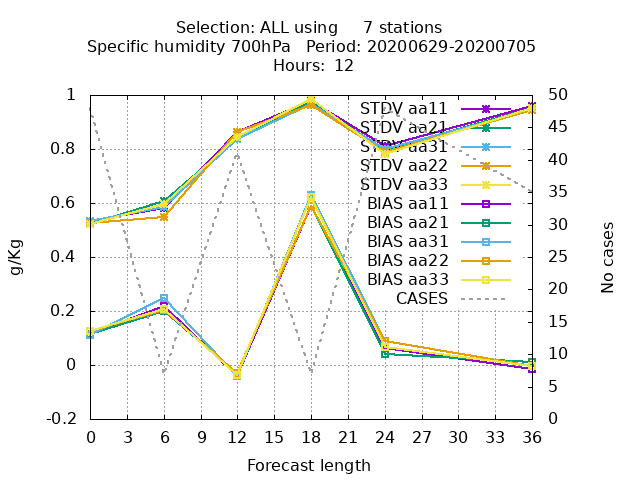 Selection: ALL using     7 stations
Specific humidity 700hPa   Period: 20200629-20200705
Hours:  12
1
0.8
0.6
0.4
0.2
0
-0.2
g/Kg
50
45
40
35
30
25
20
15
10
5
0
No cases
STDV aa11
STDV aa21
STDV aa31
STDV aa22
STDV aa33
BIAS aa11
BIAS aa21
BIAS aa31
BIAS aa22
BIAS aa33
CASES
0 3 6 9 12 15 18 21 24 27 30 33 36
Forecast length